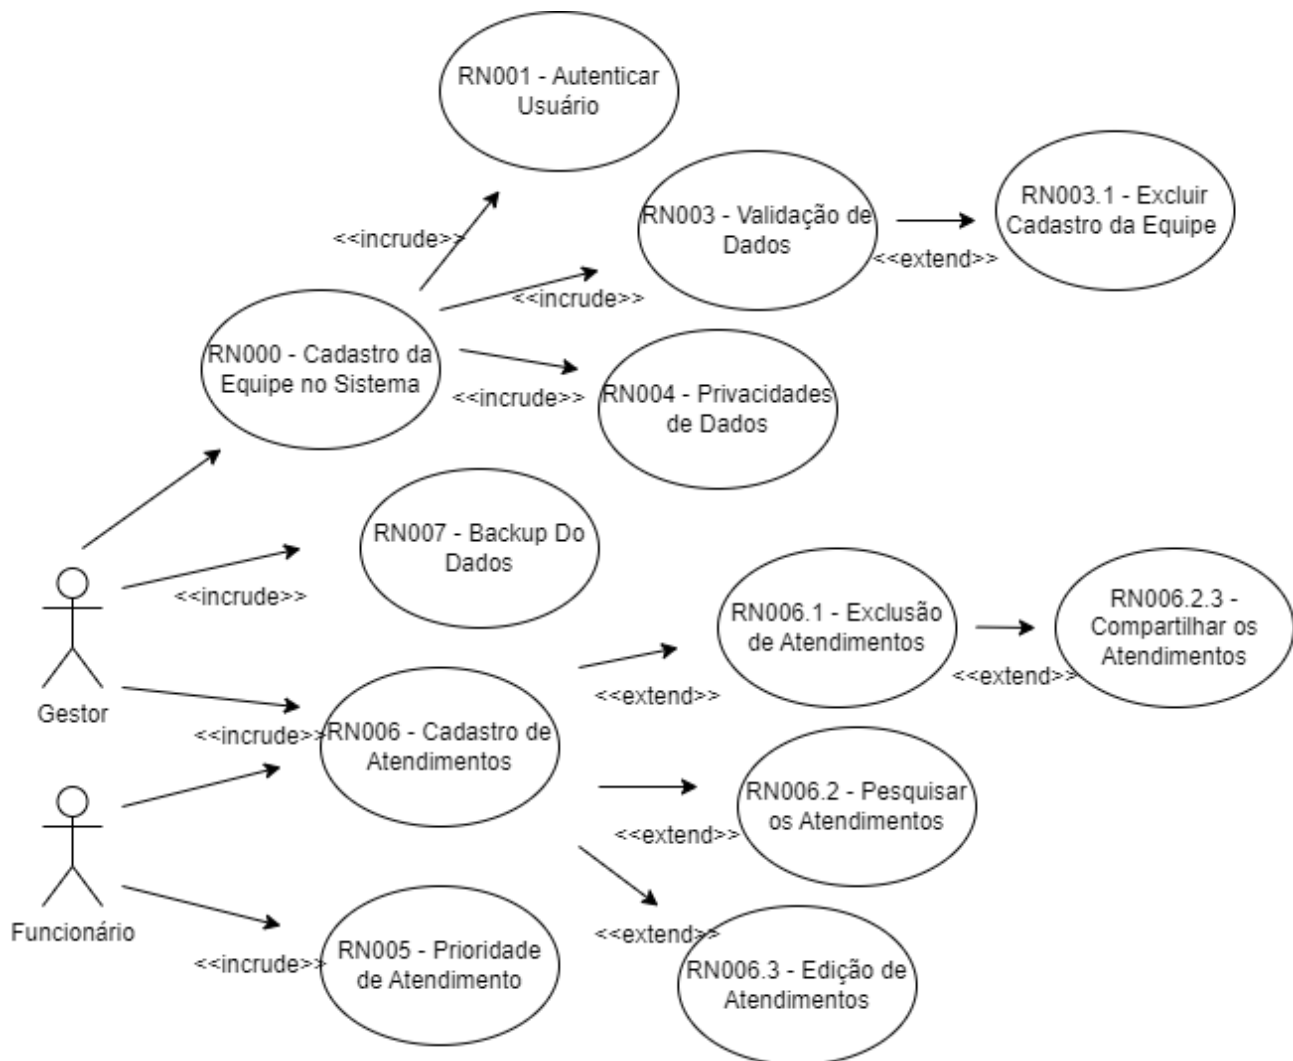 RN001 - Autenticar
Usuário
RN003 - Validação de
Dados
RN003.1 - Excluir
Cadastro da Equipe
<<incrude>>
<<extend>>
<<incrude>>
RN000 - Cadastro da
Equipe no Sistema
<<incrude>>
RN004 - Privacidades
de Dados
RN007 - Backup Do
Dados
<<incrude>>
RN006.1 - Exclusão
de Atendimentos
RN006.2.3 -
Compartilhar os
Atendimentos
<<extend>>
<<extend>>
Gestor
<<incrude>>
RN006 - Cadastro de
Atendimentos
RN006.2 - Pesquisar
os Atendimentos
<<extend>>
Funcionário
<<incrude>>
RN005 - Prioridade
de Atendimento
<<extend>>
RN006.3 - Edição de
Atendimentos